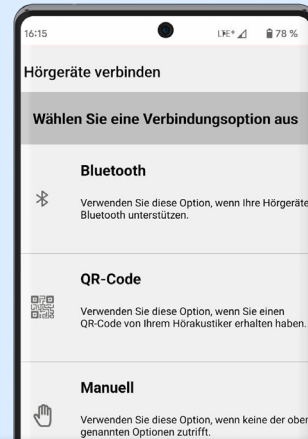 16:15 LTE+ 78 %
Hörgeräte verbinden
Wählen Sie eine Verbindungsoption aus
Bluetooth
Verwenden Sie diese Option, wenn Ihre Hörgeräte
Bluetooth unterstützen.
QR-Code
Verwenden Sie diese Option, wenn Sie einen
QR-Code von Ihrem Hörakustiker erhalten haben.
Manuell
Verwenden Sie diese Option, wenn keine der ober
genannten Optionen zutrifft.